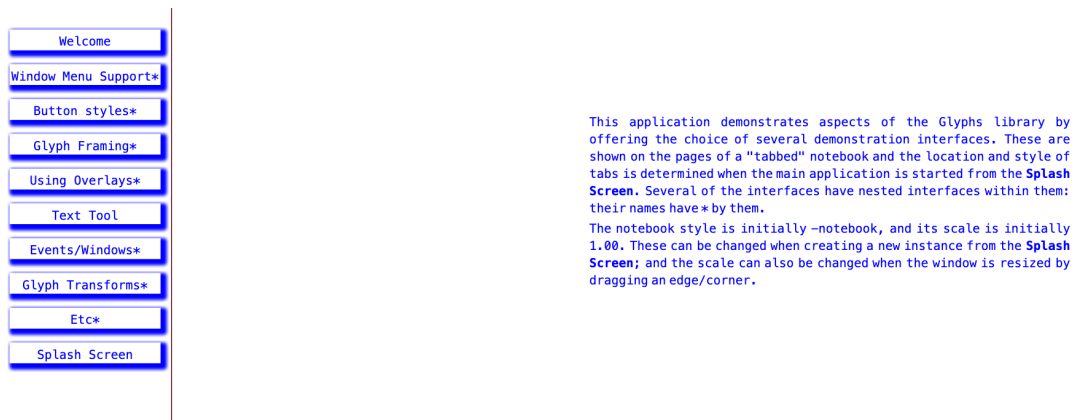 Welcome
Window Menu Support*
Button styles*
Glyph Framing*
Using Overlays*
Text Tool
Events/Windows*
Glyph Transforms*
Etc*
Splash Screen
This application demonstrates aspects of the Glyphs library by
offering the choice of several demonstration interfaces. These are
shown on the pages of a "tabbed" notebook and the location and style of
tabs is determined when the main application is started from the Splash
Screen. Several of the interfaces have nested interfaces within them:
their names have * by them.
The notebook style is initially –notebook, and its scale is initially
1.00. These can be changed when creating a new instance from the Splash
Screen; and the scale can also be changed when the window is resized by
dragging an edge/corner.